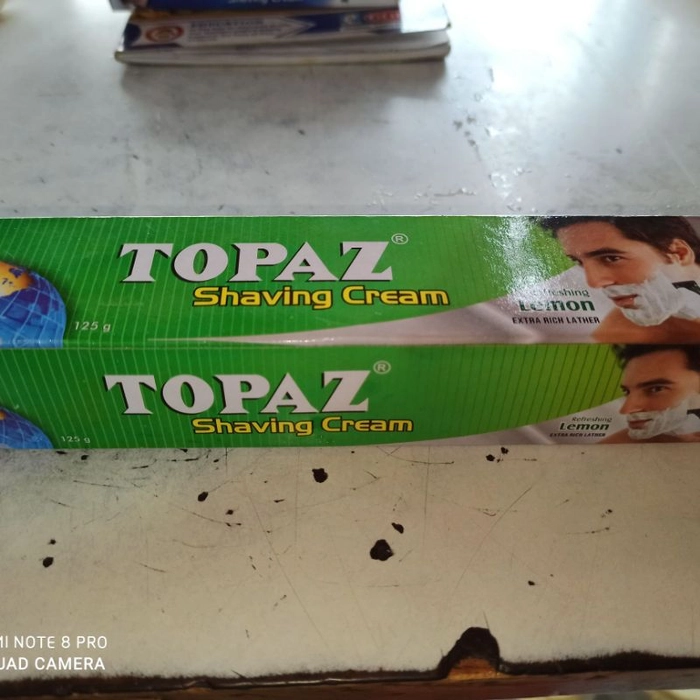 TOPAZ®
Shaving Cream
125 g
Refreshing
Lemon
EXTRA RICH LATHER
TOPAZ®
Shaving Cream
125 g
Refreshing
Lemon
EXTRA RICH LATHER
MI NOTE 8 PRO
UAD CAMERA